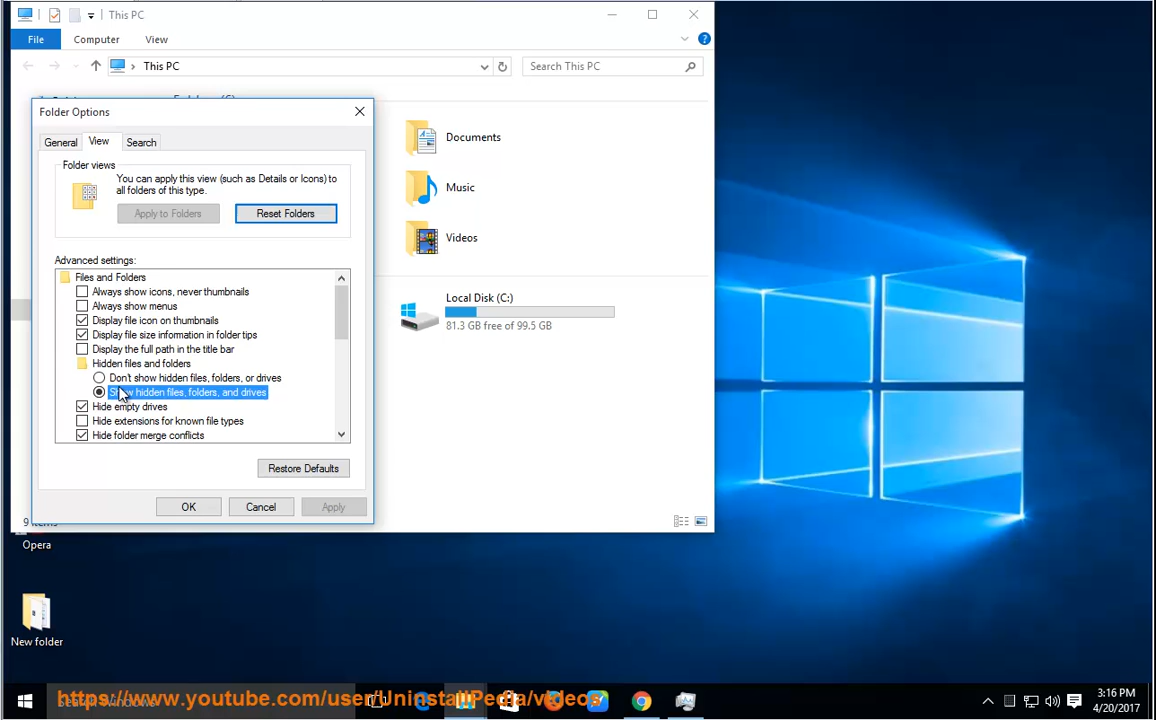 This PC
File Computer View
This PC
Search This PC
Folder Options
General View Search
Folder views
You can apply this view (such as Details or Icons) to
all folders of this type.
Apply to Folders Reset Folders
Advanced settings:
Files and Folders
Always show icons, never thumbnails
Always show menus
Display file icon on thumbnails
Display file size information in folder tips
Display the full path in the title bar
Hidden files and folders
Don't show hidden files, folders, or drives
Show hidden files, folders, and drives
Hide empty drives
Hide extensions for known file types
Hide folder merge conflicts
Restore Defaults
OK Cancel Apply
Documents
Music
Videos
Local Disk (C:)
81.3 GB free of 99.5 GB
9 items
Opera
New folder
Search Windows
https://www.youtube.com/user/UninstallPedia/videos
3:16 PM
4/20/2017